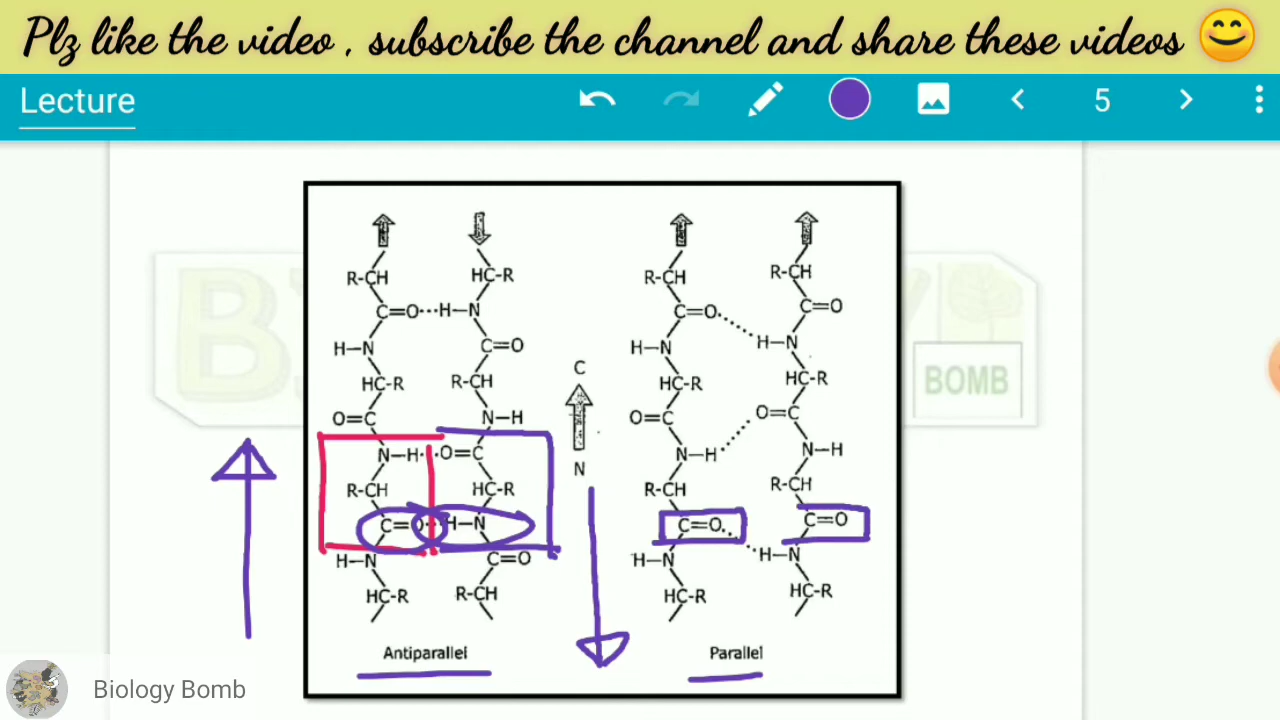 Plz like the video , subscribe the channel and share these videos 😊
Lecture
5
R-CH HC-R R-CH R-CH
C=O···H—N C=O C=O
H—N C=O H—N H—N
C
HC-R R-CH HC-R HC-R
O=C N—H O=C O=C
N—H··O=C N N—H N—H
R-CH HC-R R-CH R-CH
C=O H—N C=O C=O
H—N C=O H—N H—N
HC-R R-CH HC-R HC-R
Antiparallel Parallel
BOMB
Biology Bomb